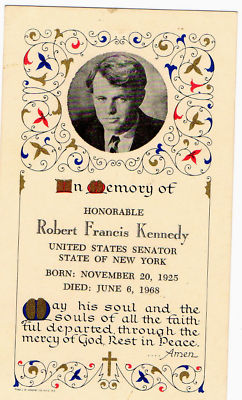 In Memory of
HONORABLE
Robert Francis Kennedy
UNITED STATES SENATOR
STATE OF NEW YORK
BORN: NOVEMBER 20, 1925
DIED: JUNE 6, 1968
May his soul and the
souls of all the faith
ful departed, through the
mercy of God, Rest in Peace.
....Amen